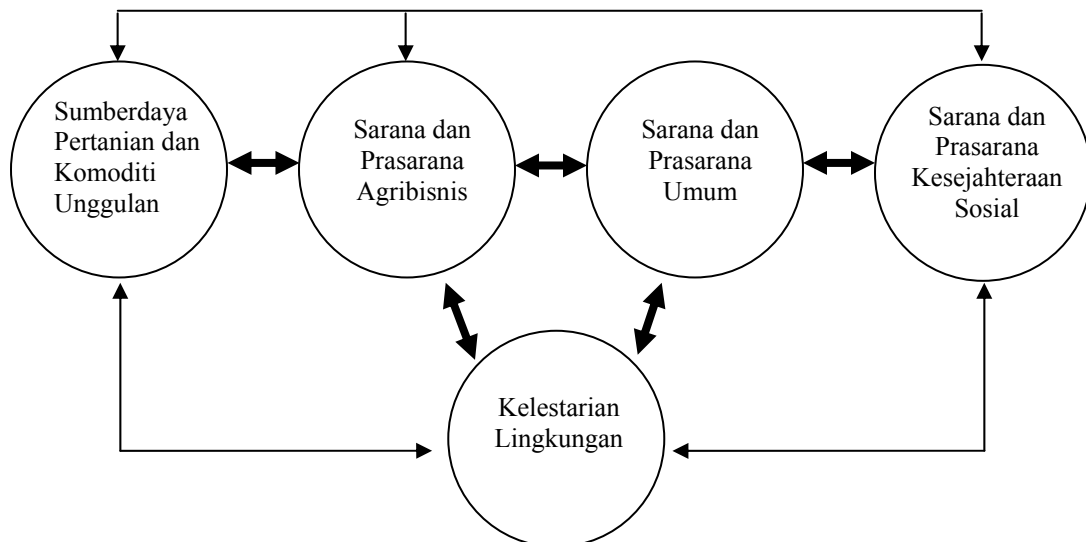 Sumberdaya
Pertanian dan
Komoditi
Unggulan
Sarana dan
Prasarana
Agribisnis
Sarana dan
Prasarana
Umum
Sarana dan
Prasarana
Kesejahteraan
Sosial
Kelestarian
Lingkungan